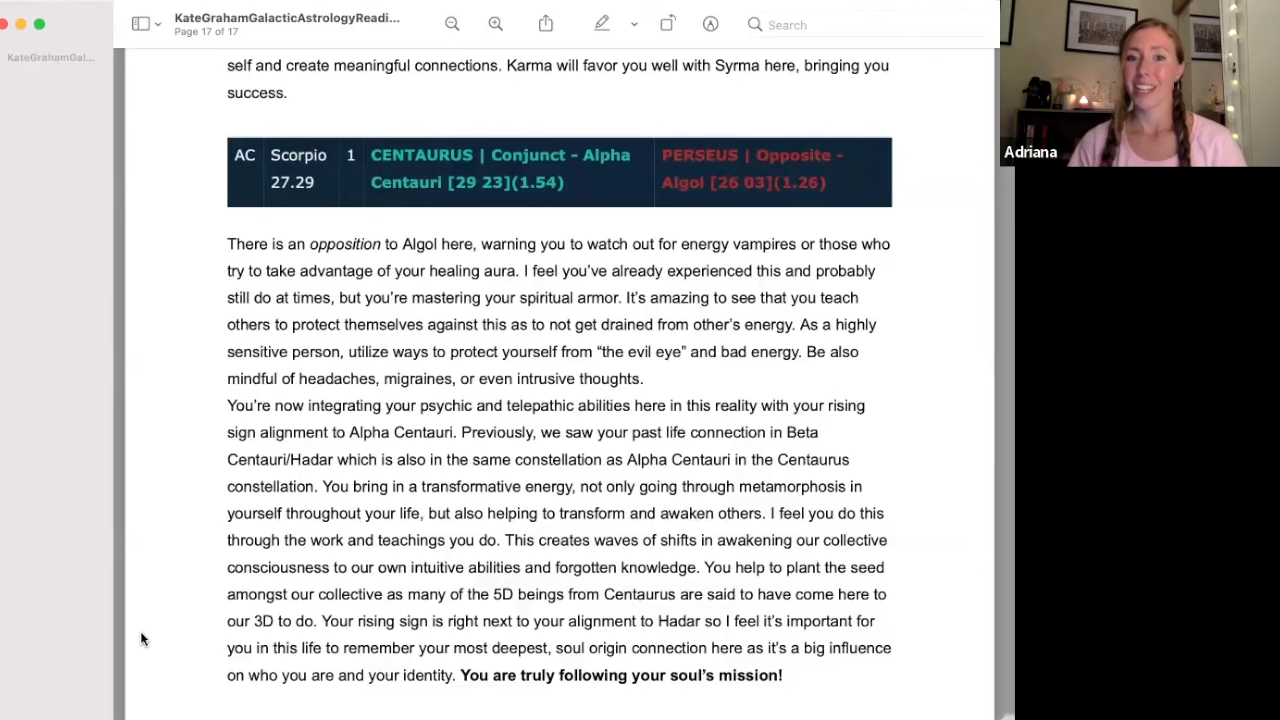 KateGrahamGalacticAstrologyReadi...
Page 17 of 17
Search
KateGrahamGal...
self and create meaningful connections. Karma will favor you well with Syrma here, bringing you
success.
AC Scorpio 1 CENTAURUS | Conjunct - Alpha PERSEUS | Opposite -
27.29 Centauri [29 23](1.54) Algol [26 03](1.26)
There is an opposition to Algol here, warning you to watch out for energy vampires or those who
try to take advantage of your healing aura. I feel you’ve already experienced this and probably
still do at times, but you’re mastering your spiritual armor. It’s amazing to see that you teach
others to protect themselves against this as to not get drained from other’s energy. As a highly
sensitive person, utilize ways to protect yourself from “the evil eye” and bad energy. Be also
mindful of headaches, migraines, or even intrusive thoughts.
You’re now integrating your psychic and telepathic abilities here in this reality with your rising
sign alignment to Alpha Centauri. Previously, we saw your past life connection in Beta
Centauri/Hadar which is also in the same constellation as Alpha Centauri in the Centaurus
constellation. You bring in a transformative energy, not only going through metamorphosis in
yourself throughout your life, but also helping to transform and awaken others. I feel you do this
through the work and teachings you do. This creates waves of shifts in awakening our collective
consciousness to our own intuitive abilities and forgotten knowledge. You help to plant the seed
amongst our collective as many of the 5D beings from Centaurus are said to have come here to
our 3D to do. Your rising sign is right next to your alignment to Hadar so I feel it’s important for
you in this life to remember your most deepest, soul origin connection here as it’s a big influence
on who you are and your identity. You are truly following your soul’s mission!
Adriana